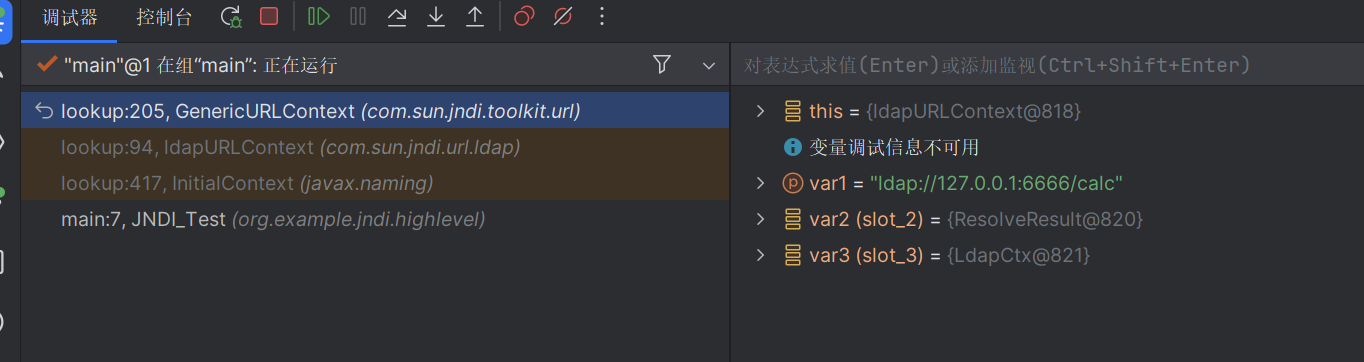 调试器 控制台
"main"@1 在组“main”: 正在运行
对表达式求值(Enter)或添加监视(Ctrl+Shift+Enter)
lookup:205, GenericURLContext (com.sun.jndi.toolkit.url)
lookup:94, ldapURLContext (com.sun.jndi.url.ldap)
lookup:417, InitialContext (javax.naming)
main:7, JNDI_Test (org.example.jndi.highlevel)
this = {ldapURLContext@818}
变量调试信息不可用
var1 = "ldap://127.0.0.1:6666/calc"
var2 (slot_2) = {ResolveResult@820}
var3 (slot_3) = {LdapCtx@821}